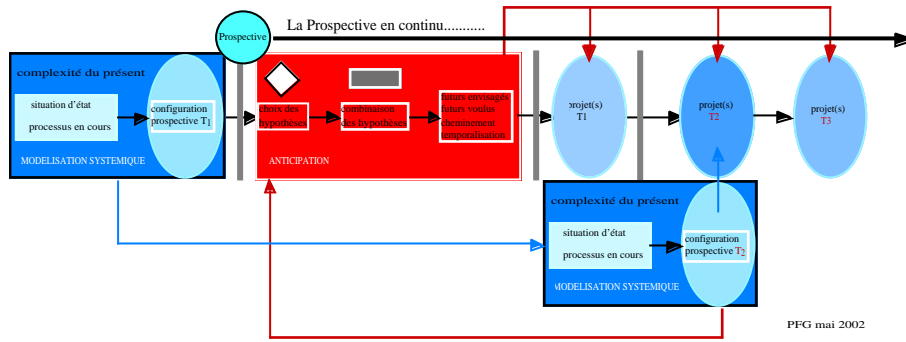 La Prospective en continu...........
Prospective
complexité du présent
situation d'état
processus en cours
configuration
prospective T1
MODELISATION SYSTEMIQUE
choix des
hypothèses
combinaison
des hypothèses
futurs envisagés
futurs voulus
cheminement
temporalisation
ANTICIPATION
projet(s)
T1
projet(s)
T2
projet(s)
T3
complexité du présent
situation d'état
processus en cours
configuration
prospective T2
MODELISATION SYSTEMIQUE
PFG mai 2002